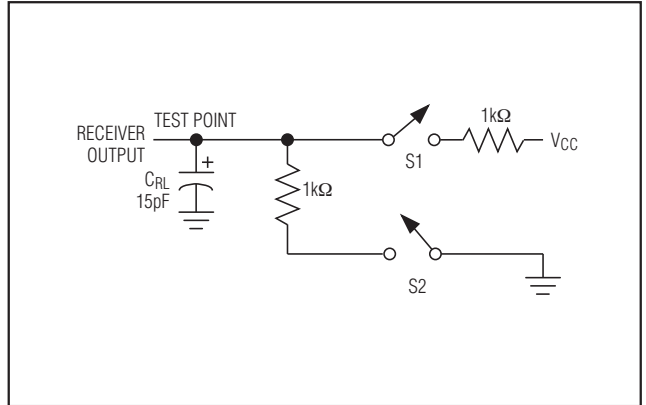 TEST POINT
RECEIVER
OUTPUT
+
CRL
15pF
1kΩ
S1
1kΩ
VCC
S2